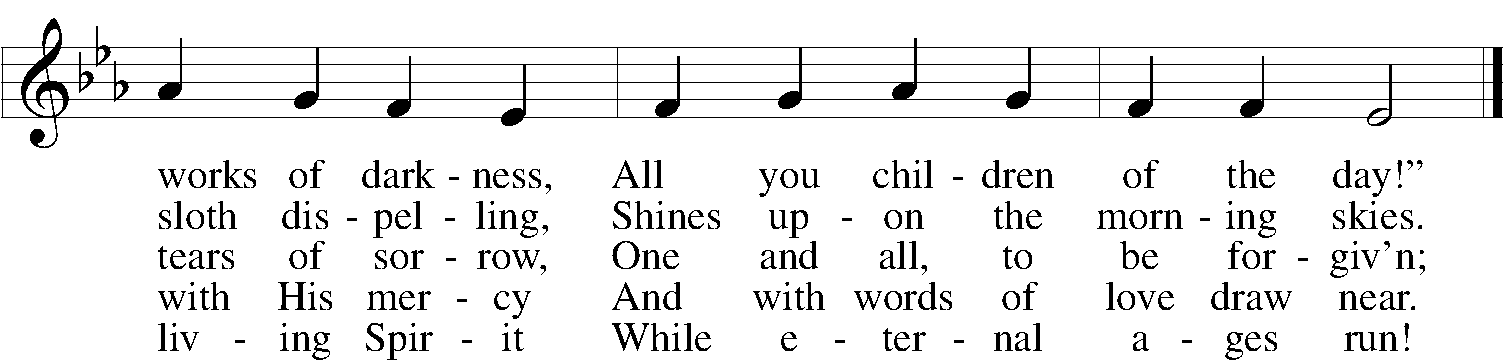 works of dark - ness, All you chil - dren of the day!”
sloth dis - pel - ling, Shines up - on the morn - ing skies.
tears of sor - row, One and all, to be for - giv’n;
with His mer - cy And with words of love draw near.
liv - ing Spir - it While e - ter - nal a - ges run!